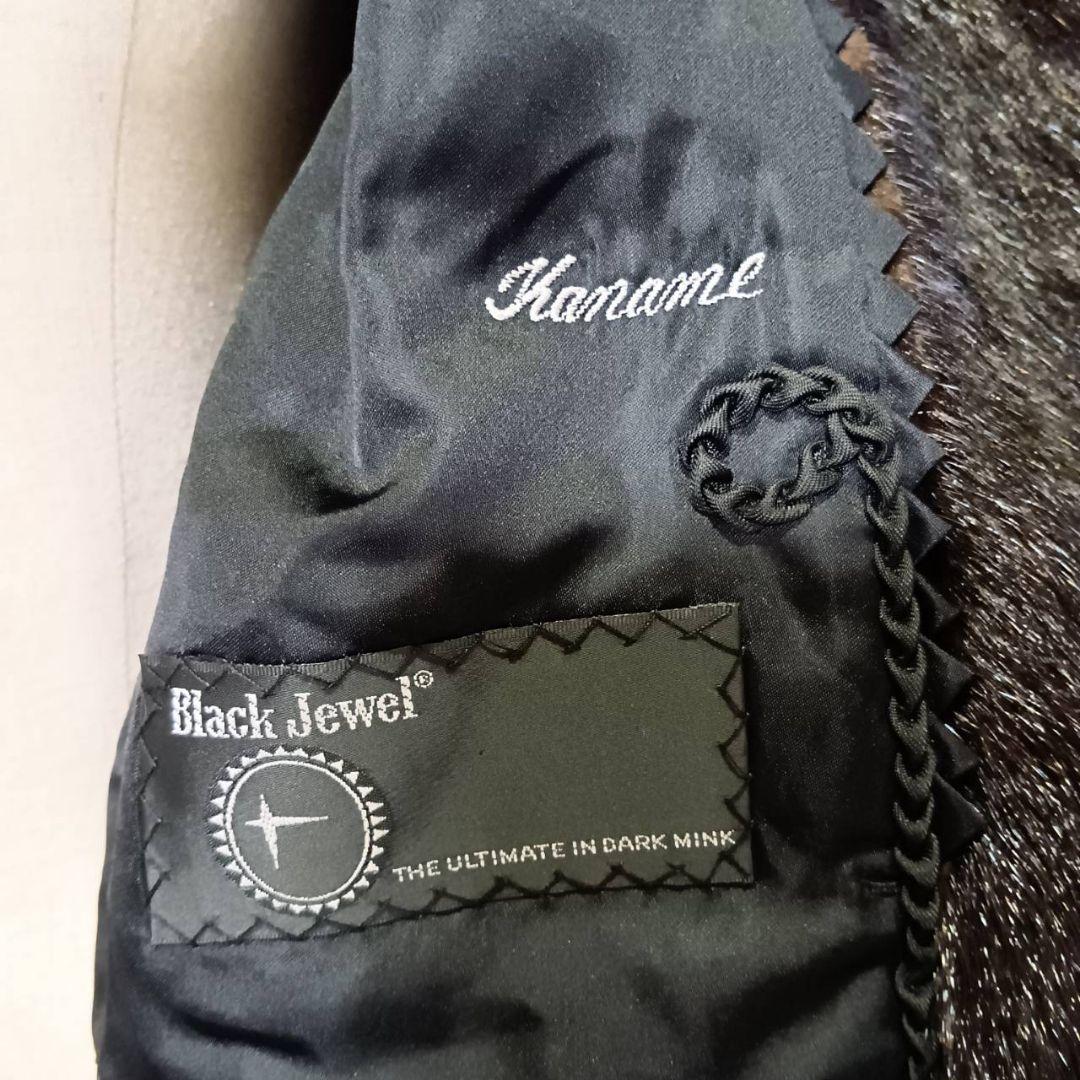 Kaname
Black Jewel®
THE ULTIMATE IN DARK MINK